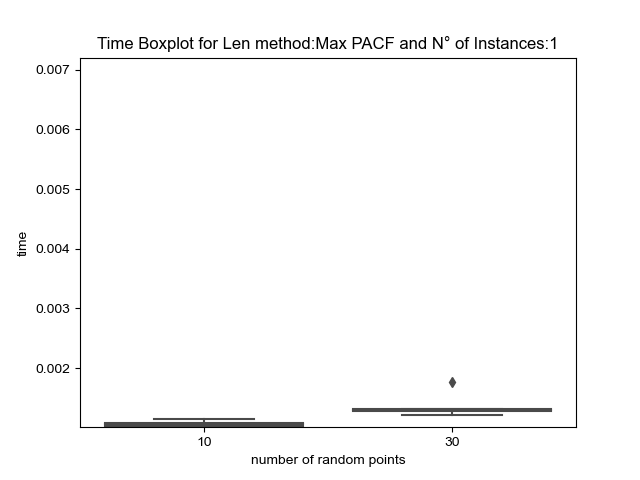 Time Boxplot for Len method:Max PACF and N° of Instances:1
0.007
0.006
0.005
0.004
0.003
0.002
time
10
30
number of random points